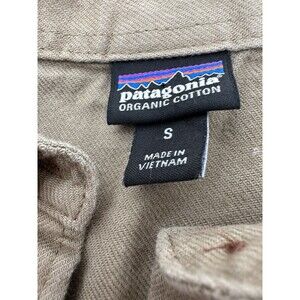 patagonia
ORGANIC COTTON
S
MADE IN
VIETNAM